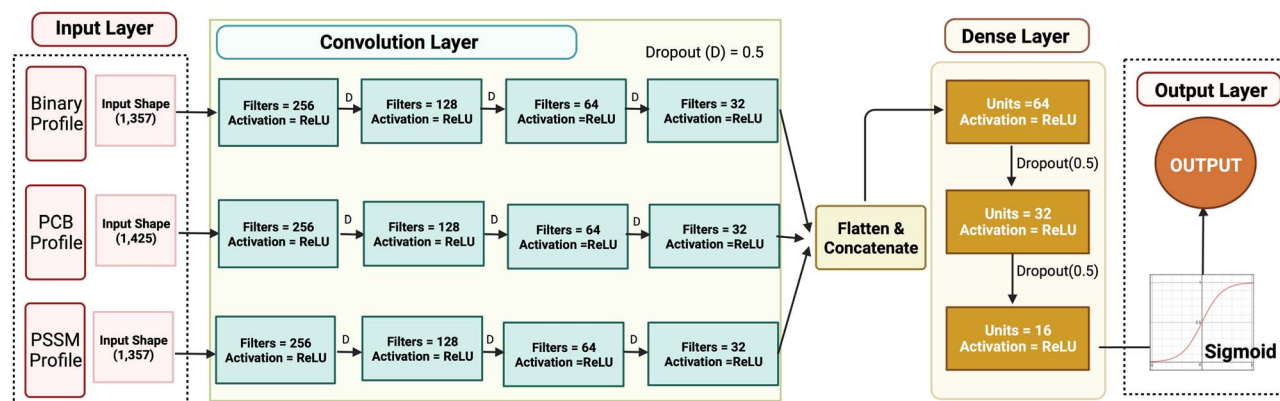 Input Layer
Convolution Layer
Dropout (D) = 0.5
Dense Layer
Output Layer
Binary
Profile
Input Shape
(1,357)
Filters = 256
Activation = ReLU
D
Filters = 128
Activation = ReLU
D
Filters = 64
Activation =ReLU
D
Filters = 32
Activation =ReLU
PCB
Profile
Input Shape
(1,425)
Filters = 256
Activation = ReLU
D
Filters = 128
Activation = ReLU
D
Filters = 64
Activation =ReLU
D
Filters = 32
Activation =ReLU
PSSM
Profile
Input Shape
(1,357)
Filters = 256
Activation = ReLU
D
Filters = 128
Activation = ReLU
D
Filters = 64
Activation =ReLU
D
Filters = 32
Activation =ReLU
Flatten &
Concatenate
Units =64
Activation = ReLU
Dropout(0.5)
Units = 32
Activation = ReLU
Dropout(0.5)
Units = 16
Activation = ReLU
OUTPUT
Sigmoid